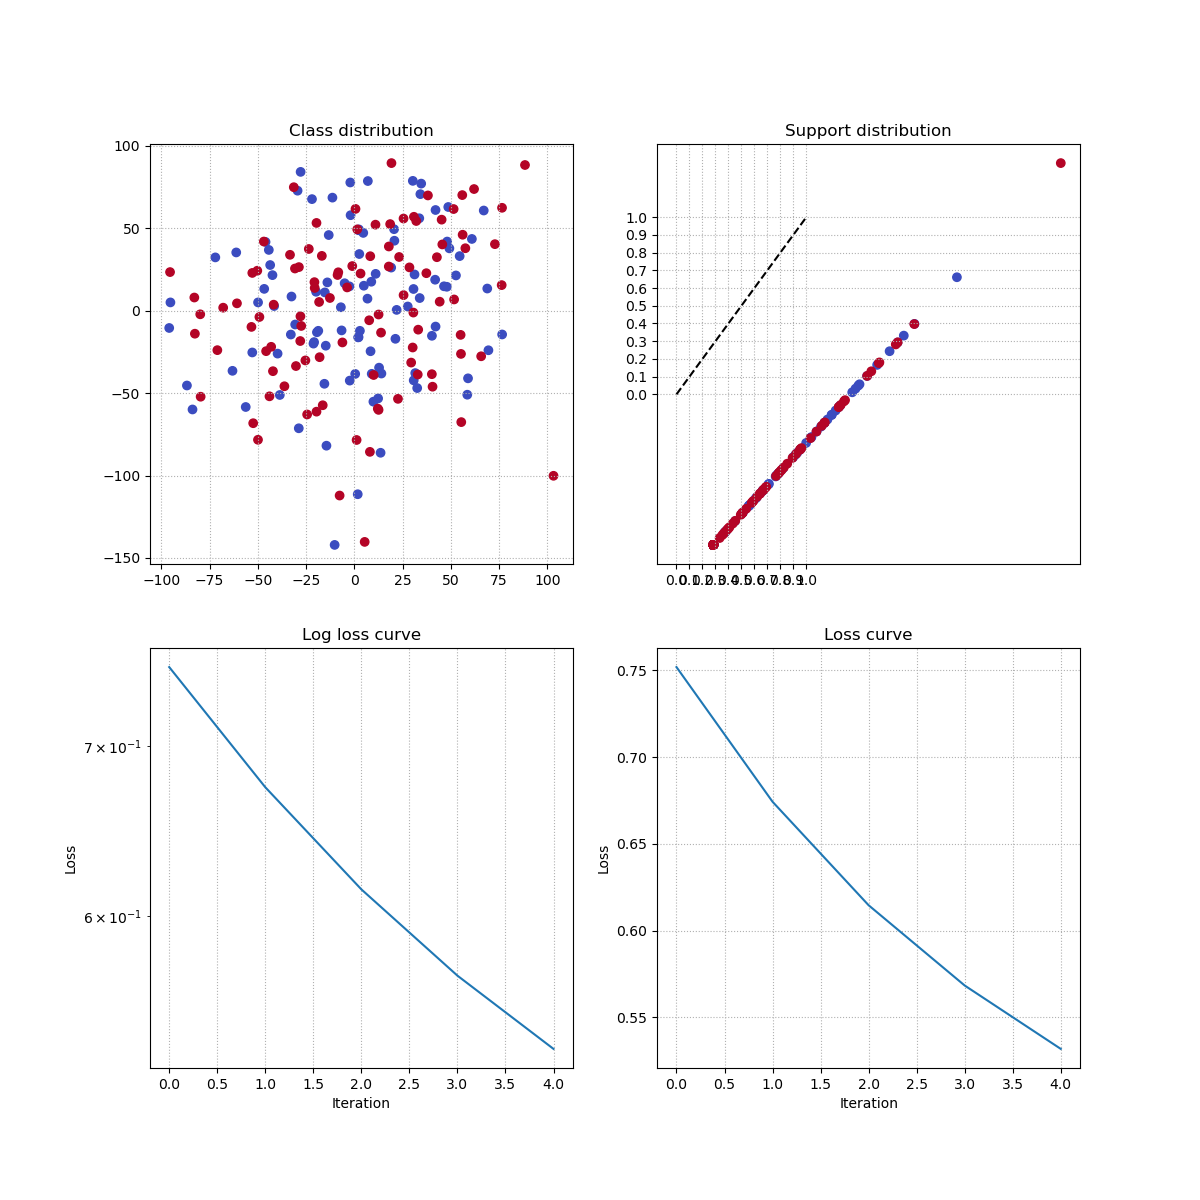 Class distribution
100
50
0
−50
−100
−150
−100 −75 −50 −25 0 25 50 75 100
Support distribution
1.0
0.9
0.8
0.7
0.6
0.5
0.4
0.3
0.2
0.1
0.0
0.0 0.1 0.2 0.3 0.4 0.5 0.6 0.7 0.8 0.9 1.0
Log loss curve
7 × 10⁻¹
6 × 10⁻¹
Loss
0.0 0.5 1.0 1.5 2.0 2.5 3.0 3.5 4.0
Iteration
Loss curve
0.75
0.70
0.65
0.60
0.55
Loss
0.0 0.5 1.0 1.5 2.0 2.5 3.0 3.5 4.0
Iteration